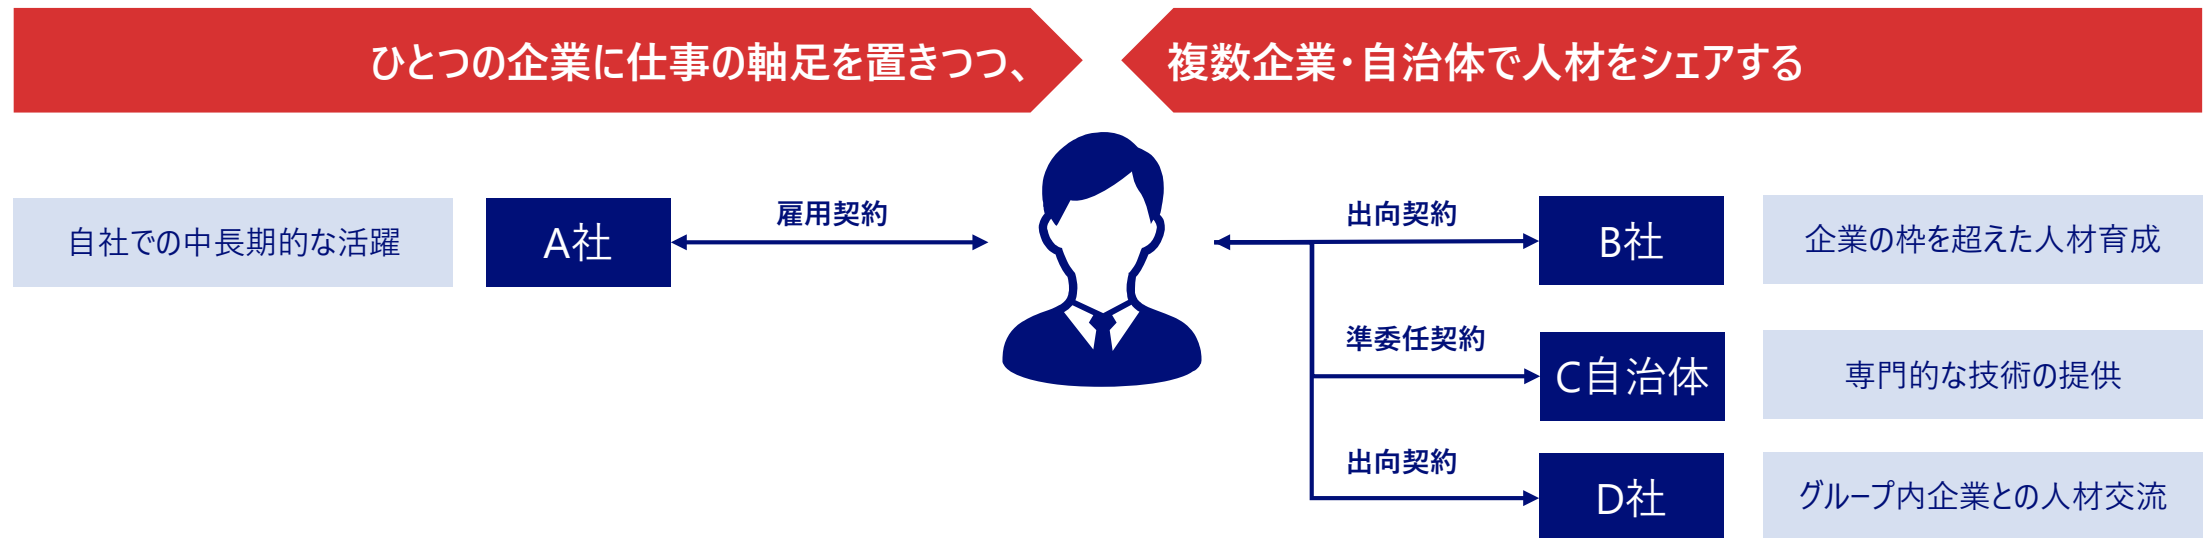 ひとつの企業に仕事の軸足を置きつつ、
複数企業・自治体で人材をシェアする
自社での中長期的な活躍
A社
雇用契約
出向契約
B社
企業の枠を超えた人材育成
準委任契約
C自治体
専門的な技術の提供
出向契約
D社
グループ内企業との人材交流